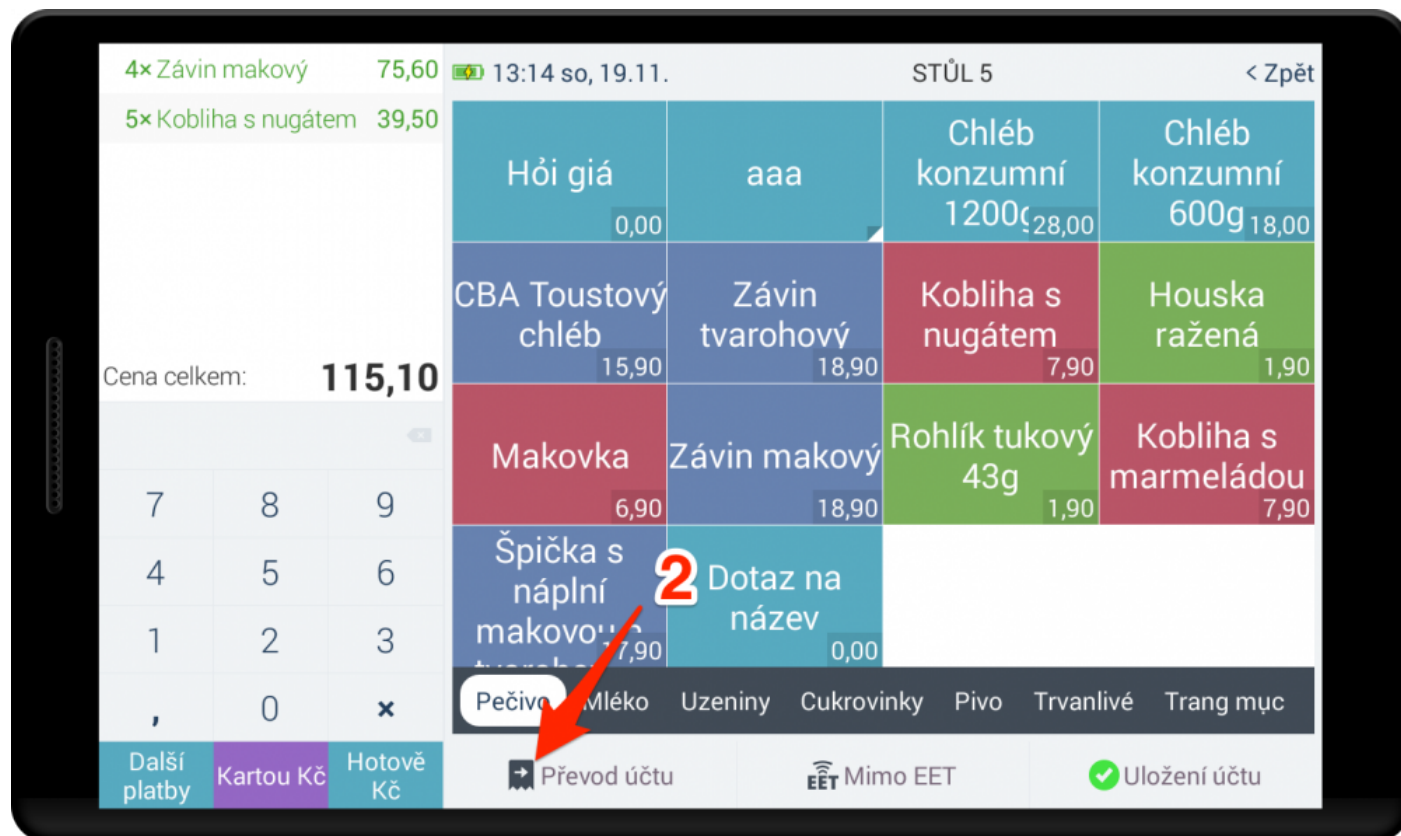 4× Závin makový 75,60
5× Kobliha s nugátem 39,50
Cena celkem: 115,10
7 8 9
4 5 6
1 2 3
, 0 ×
Další platby
Kartou Kč
Hotově Kč
13:14 so, 19.11. STŮL 5 < Zpět
Hỏi giá
0,00
aaa
Chléb
konzumní
1200g
28,00
Chléb
konzumní
600g
18,00
CBA Toustový
chléb
15,90
Závin
tvarohový
18,90
Kobliha s
nugátem
7,90
Houska
ražená
1,90
Makovka
6,90
Závin makový
18,90
Rohlík tukový
43g
1,90
Kobliha s
marmeládou
7,90
Špička s
náplní
7,90
2
Dotaz na
název
0,00
Pečivo Mléko Uzeniny Cukrovinky Pivo Trvanlivé Trang mục
Převod účtu
EET Mimo EET
Uložení účtu